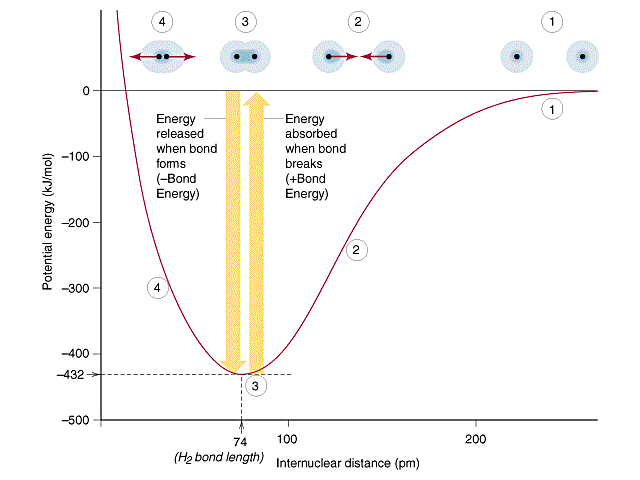 4
3
2
1
0
Energy
released
when bond
forms
(–Bond
Energy)
Energy
absorbed
when bond
breaks
(+Bond
Energy)
1
–100
–200
2
–300
4
–400
–432
3
–500
Potential energy (kJ/mol)
74
100
200
(H2 bond length)
Internuclear distance (pm)